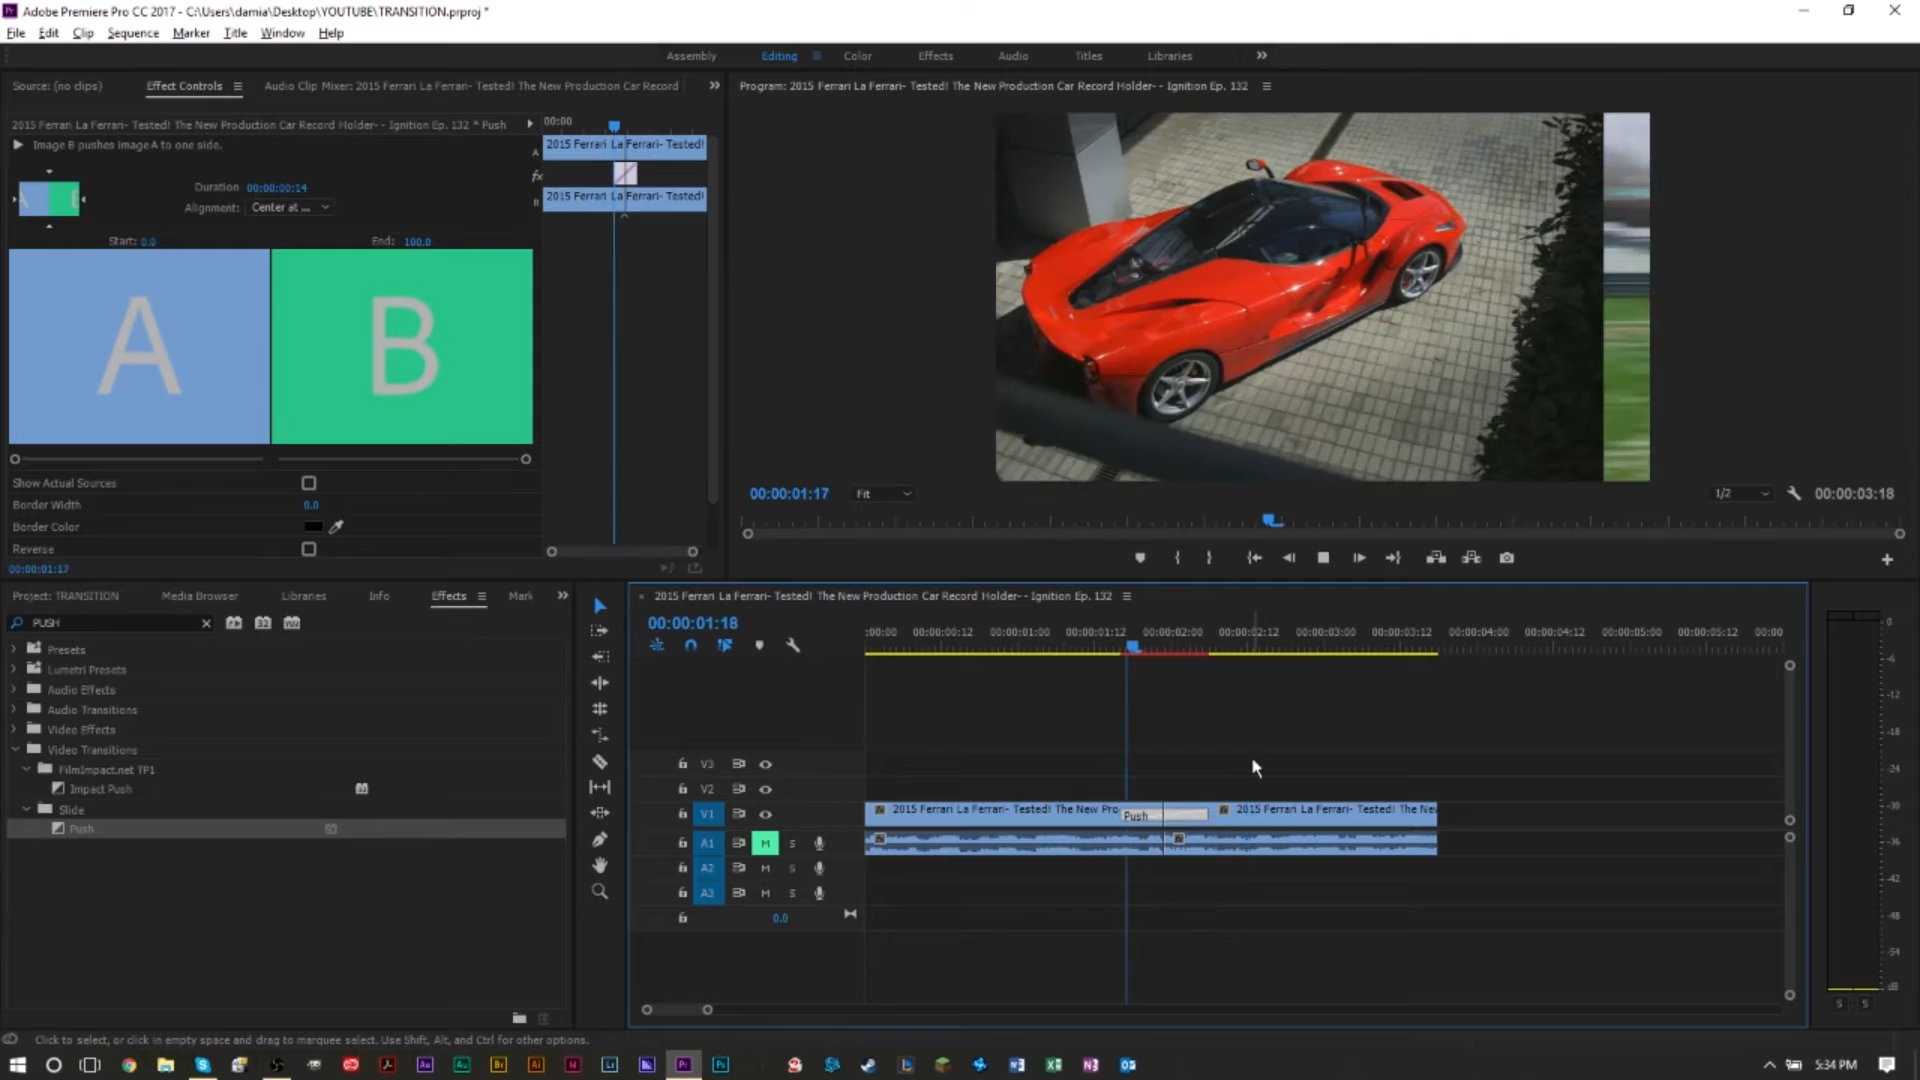 Adobe Premiere Pro CC 2017 - C:\Users\damia\Desktop\YOUTUBE\TRANSITION.prproj *
File Edit Clip Sequence Marker Title Window Help
Assembly Editing Color Effects Audio Titles Libraries
Source: (no clips) Effect Controls Audio Clip Mixer: 2015 Ferrari La Ferrari- Tested! The New Production Car Record
Program: 2015 Ferrari La Ferrari- Tested! The New Production Car Record Holder- - Ignition Ep. 132
2015 Ferrari La Ferrari- Tested! The New Production Car Record Holder- - Ignition Ep. 132 * Push
00:00
Image B pushes image A to one side.
2015 Ferrari La Ferrari- Tested!
fx
Duration 00:00:00:14
2015 Ferrari La Ferrari- Tested!
Alignment: Center at ...
Start: 0.0
End: 100.0
A
B
Show Actual Sources
Border Width 0.0
Border Color
Reverse
00:00:01:17
00:00:01:17
Fit
1/2
00:00:03:18
Project: TRANSITION Media Browser Libraries Info Effects Mark
2015 Ferrari La Ferrari- Tested! The New Production Car Record Holder- - Ignition Ep. 132
PUSH
00:00:01:18
:00:00 00:00:00:12 00:00:01:00 00:00:01:12 00:00:02:00 00:00:02:12 00:00:03:00 00:00:03:12 00:00:04:00 00:00:04:12 00:00:05:00 00:00:05:12 00:00
Presets
Lumetri Presets
Audio Effects
Audio Transitions
Video Effects
Video Transitions
FilmImpact.net TP1
Impact Push
Slide
Push
V3
V2
V1
2015 Ferrari La Ferrari- Tested! The New Pro
Push
2015 Ferrari La Ferrari- Tested! The Ne
A1 M S
A2 M S
A3 M S
0.0
0
-6
-12
-18
-24
-30
-36
-42
-48
-54
dB
S S
Click to select, or click in empty space and drag to marquee select. Use Shift, Alt, and Ctrl for other options.
5:34 PM